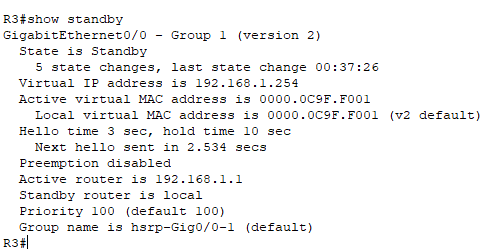 R3#show standby
GigabitEthernet0/0 - Group 1 (version 2)
State is Standby
5 state changes, last state change 00:37:26
Virtual IP address is 192.168.1.254
Active virtual MAC address is 0000.0C9F.F001
Local virtual MAC address is 0000.0C9F.F001 (v2 default)
Hello time 3 sec, hold time 10 sec
Next hello sent in 2.534 secs
Preemption disabled
Active router is 192.168.1.1
Standby router is local
Priority 100 (default 100)
Group name is hsrp-Gig0/0-1 (default)
R3#